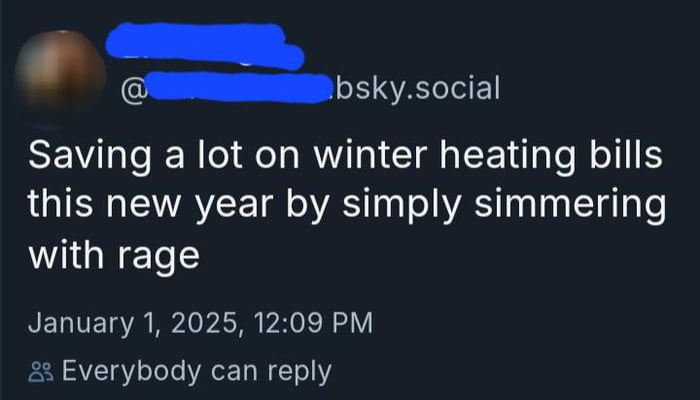 @ .bsky.social
Saving a lot on winter heating bills
this new year by simply simmering
with rage
January 1, 2025, 12:09 PM
Everybody can reply